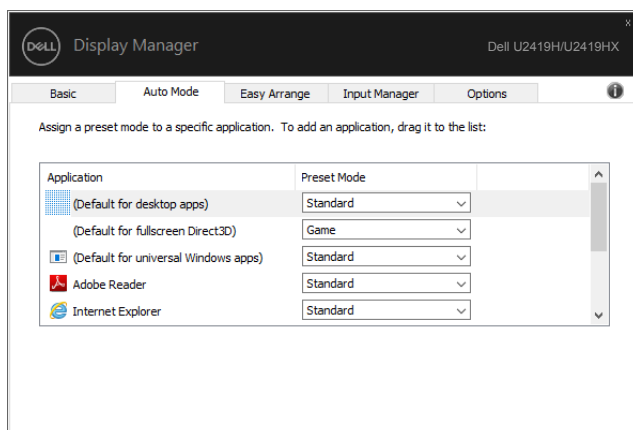 x
DELL Display Manager Dell U2419H/U2419HX
Basic Auto Mode Easy Arrange Input Manager Options i
Assign a preset mode to a specific application. To add an application, drag it to the list:
Application Preset Mode
(Default for desktop apps) Standard
(Default for fullscreen Direct3D) Game
(Default for universal Windows apps) Standard
Adobe Reader Standard
Internet Explorer Standard